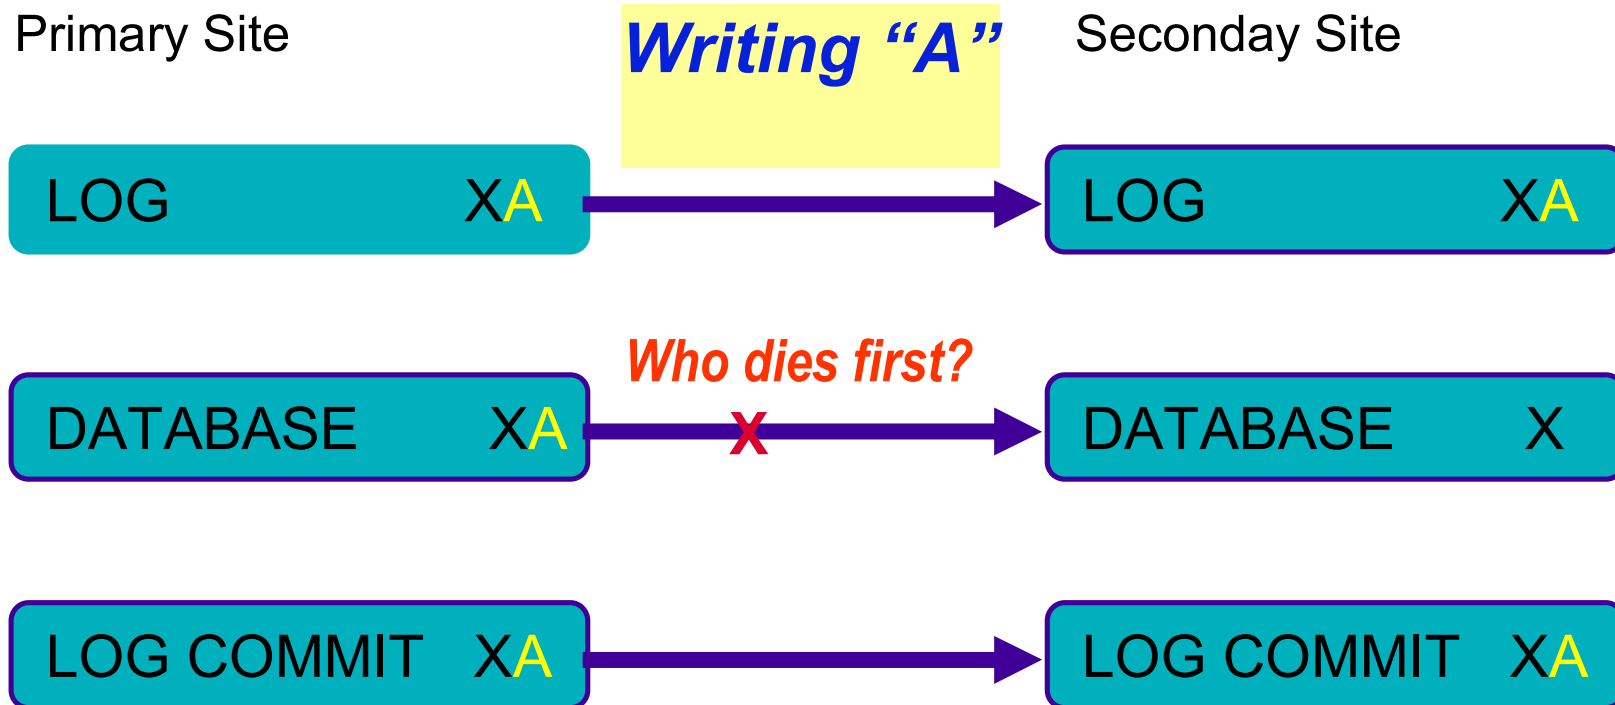 Primary Site
Writing “A”
Seconday Site
LOG XA
LOG XA
Who dies first?
DATABASE XA
X
DATABASE X
LOG COMMIT XA
LOG COMMIT XA